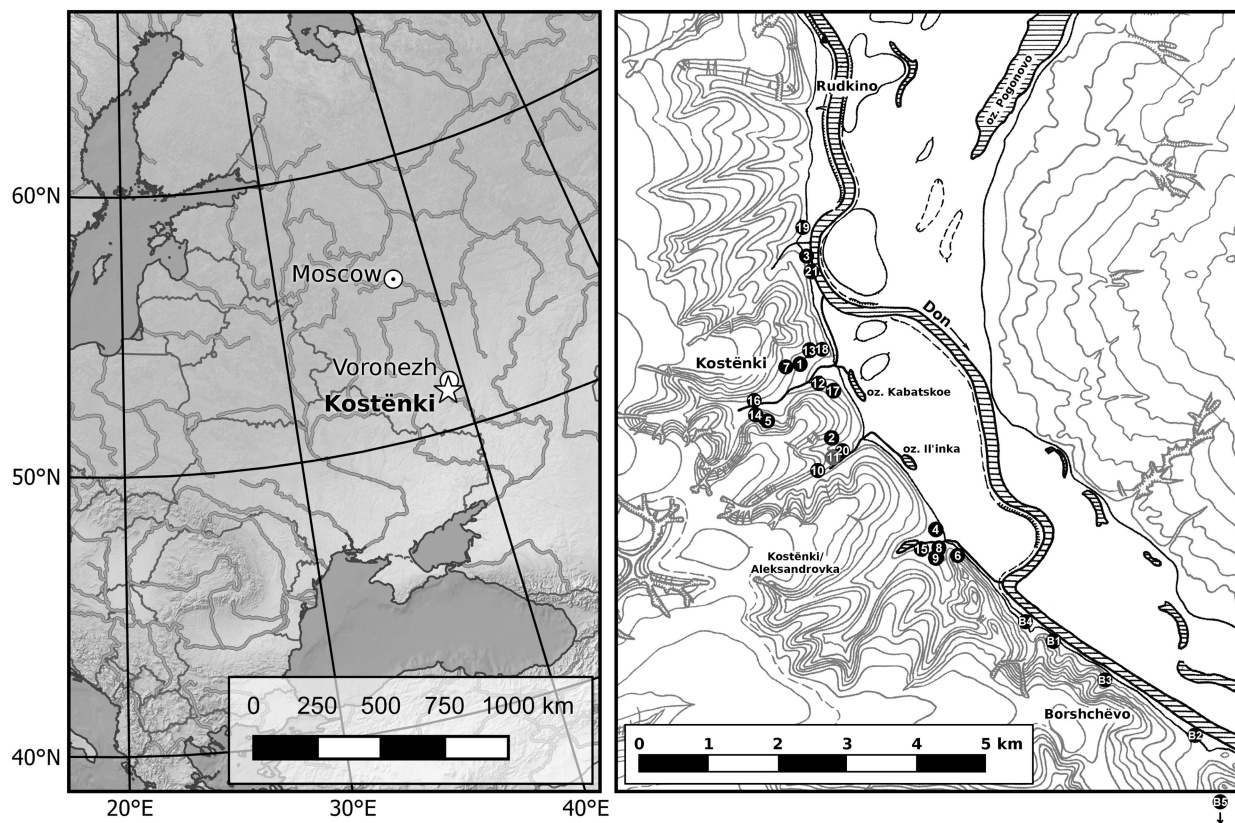 60°N
50°N
40°N
20°E
30°E
40°E
Moscow
Voronezh
Kostënki
0 250 500 750 1000 km
Rudkino
oz. Pogonovo
19
3
21
Don
Kostënki
13 18
7 1
12 17
oz. Kabatskoe
16
14 5
2
20
11
10
oz. Il'inka
4
15 8
9 6
Kostënki/
Aleksandrovka
B4
B1
B3
Borshchëvo
B2
0 1 2 3 4 5 km
B5